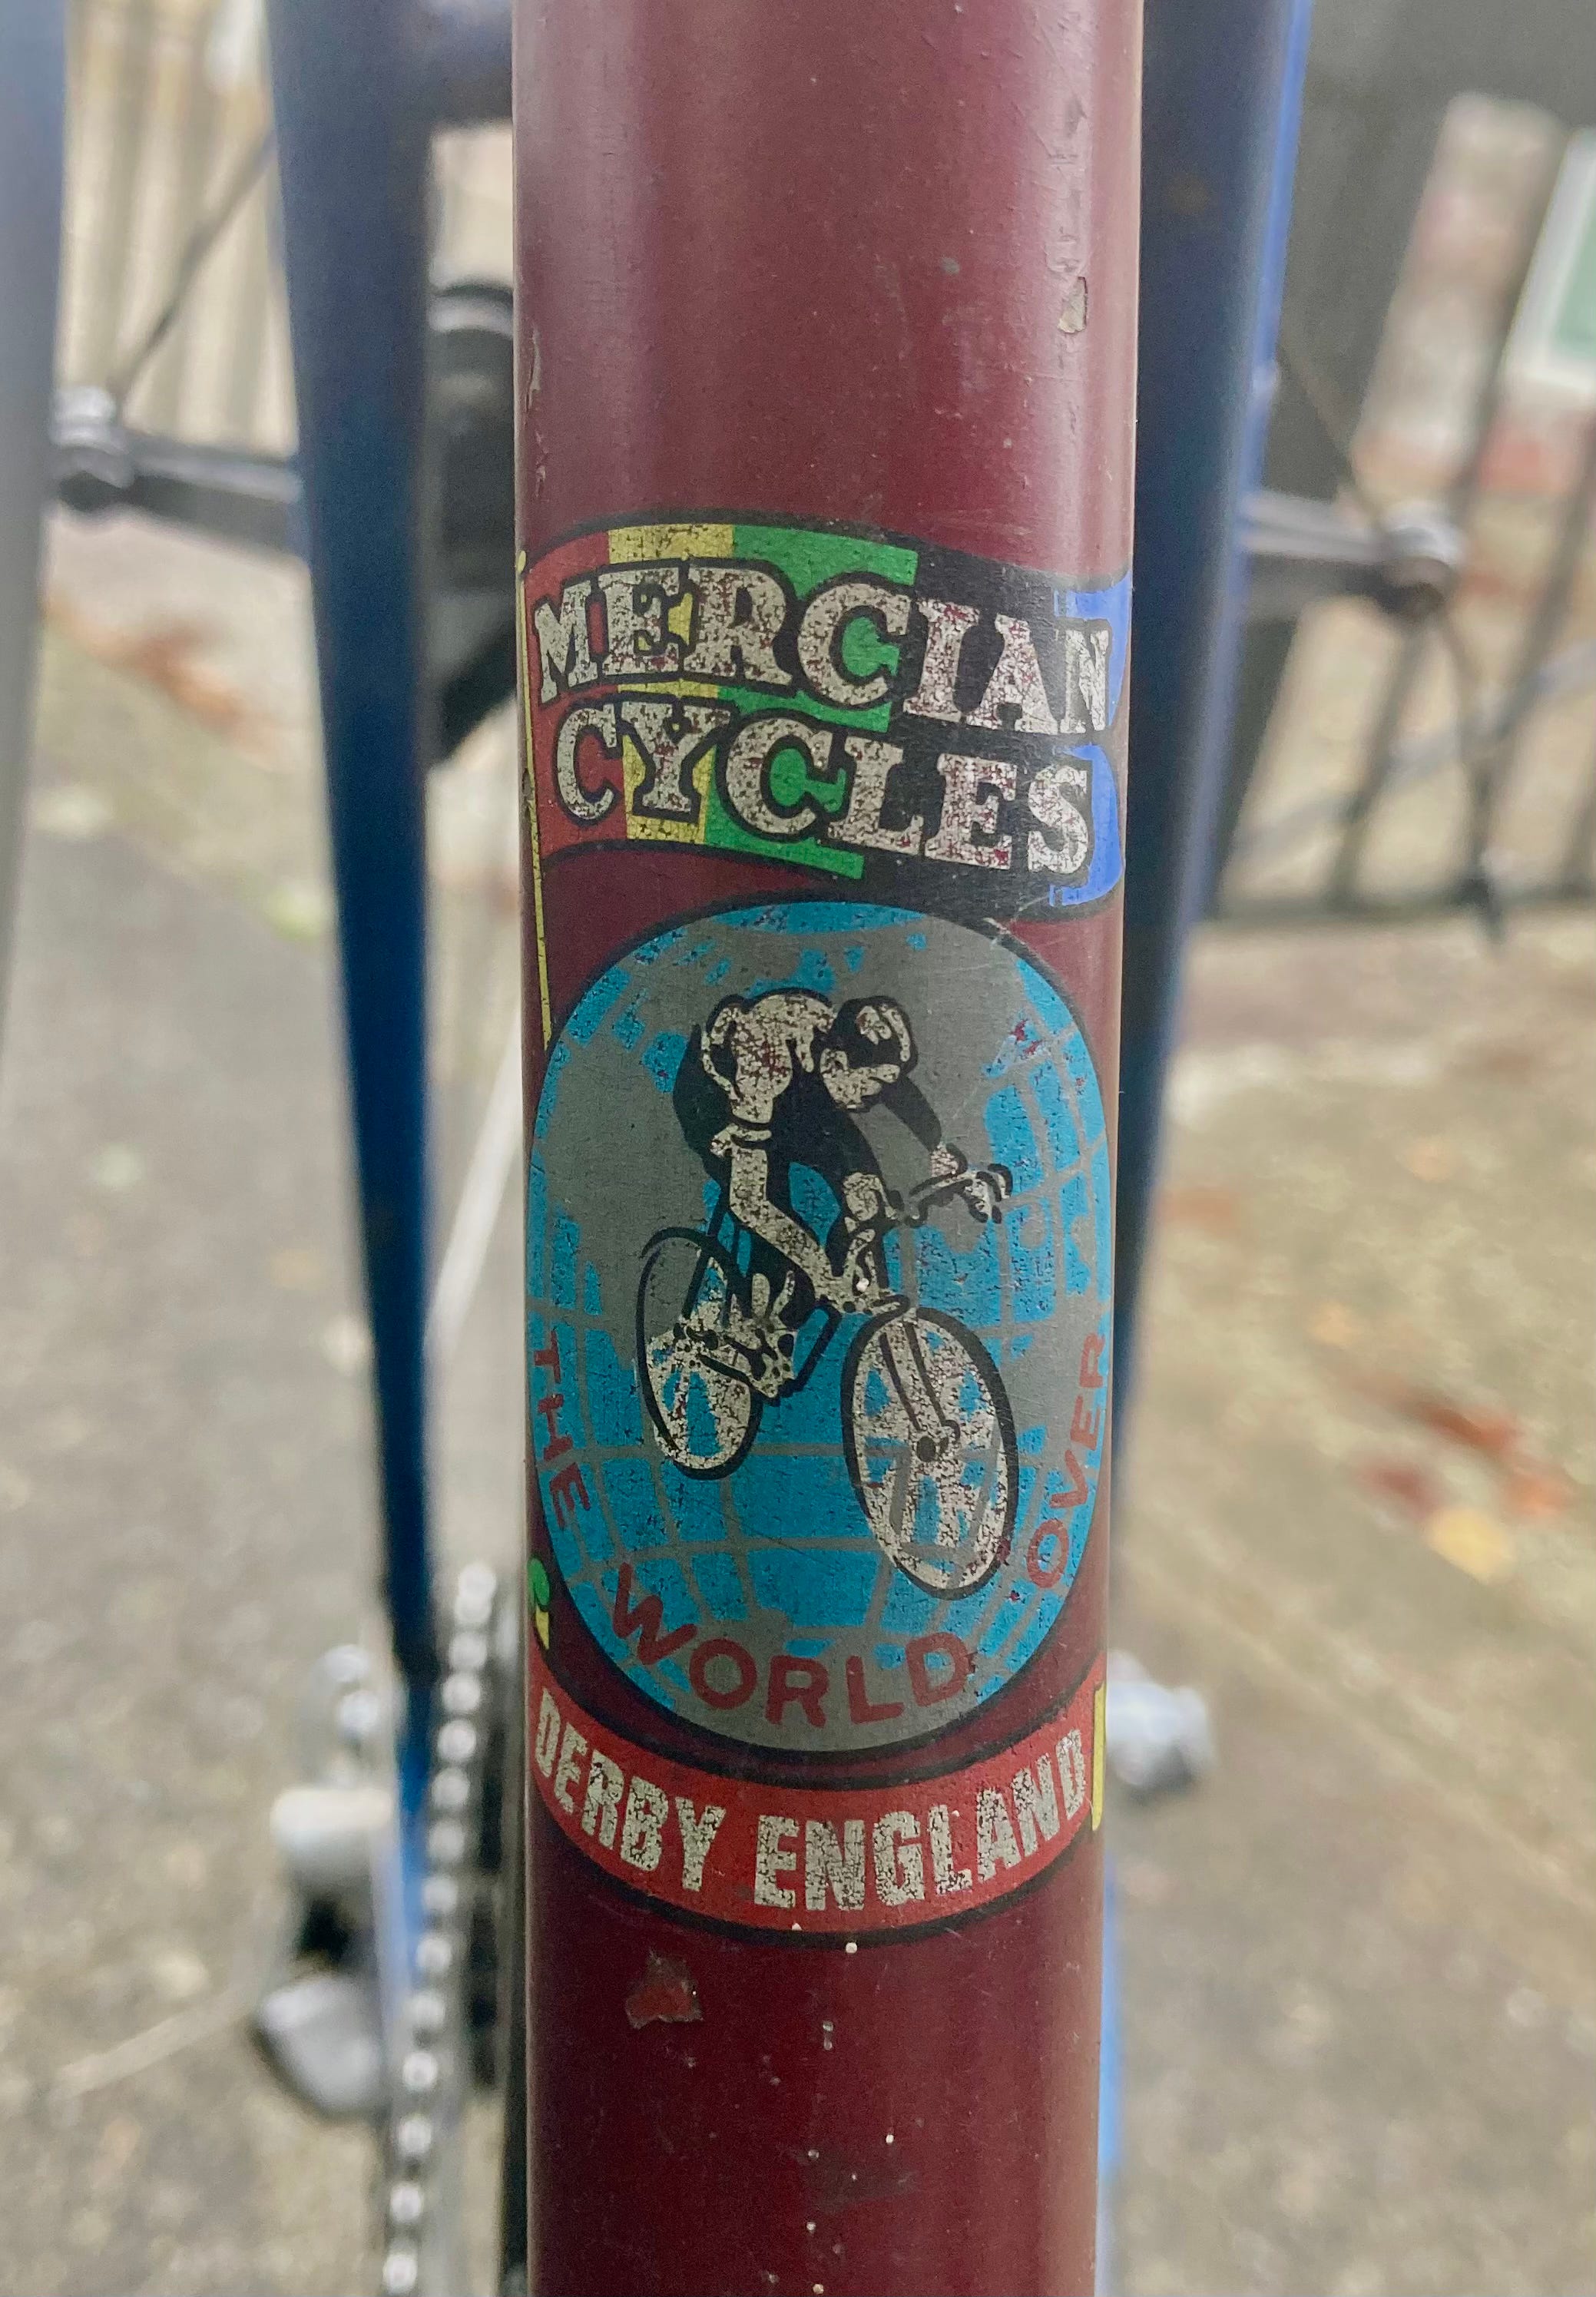 MERCIAN
CYCLES
THE WORLD OVER
DERBY ENGLAND